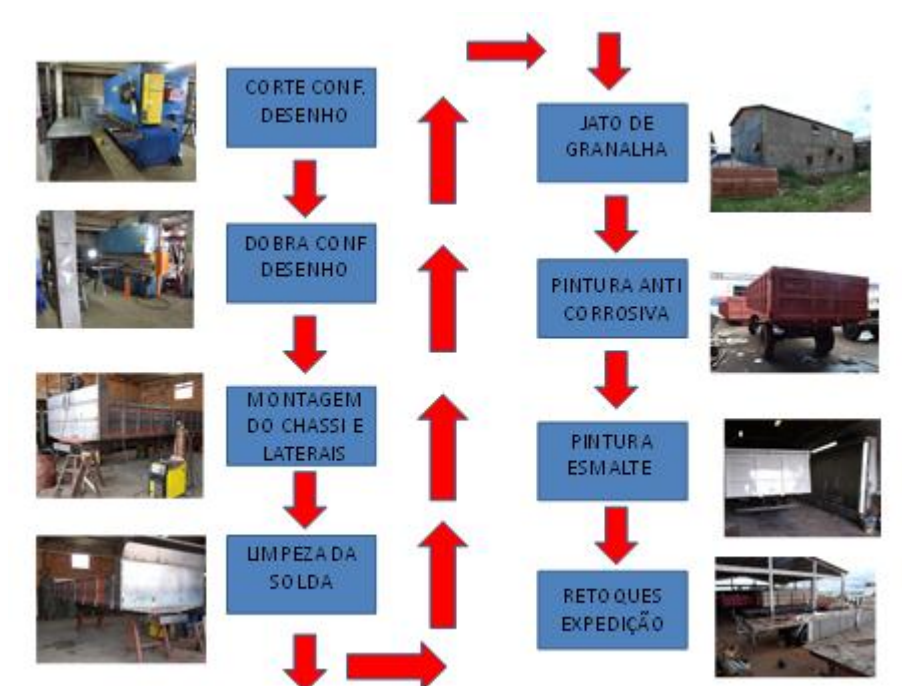 CORTE CONF.
DESENHO
DOBRA CONF
DESENHO
MONTAGEM
DO CHASSI E
LATERAIS
LIMPEZA DA
SOLDA
JATO DE
GRANALHA
PINTURA ANTI
CORROSIVA
PINTURA
ESMALTE
RETOQUES
EXPEDIÇÃO